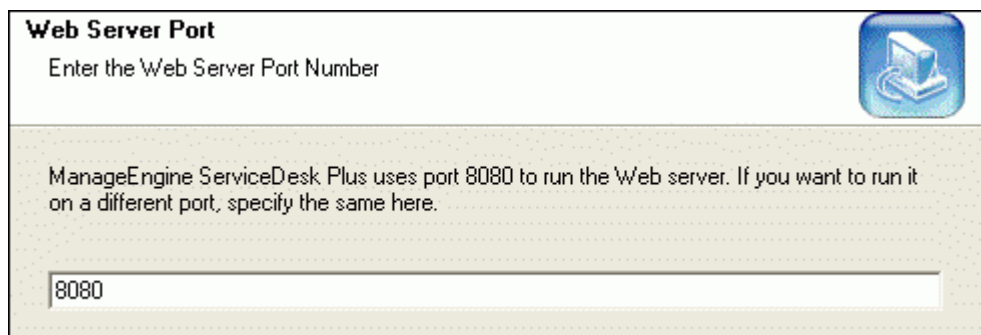 Web Server Port
Enter the Web Server Port Number
ManageEngine ServiceDesk Plus uses port 8080 to run the Web server. If you want to run it
on a different port, specify the same here.
8080